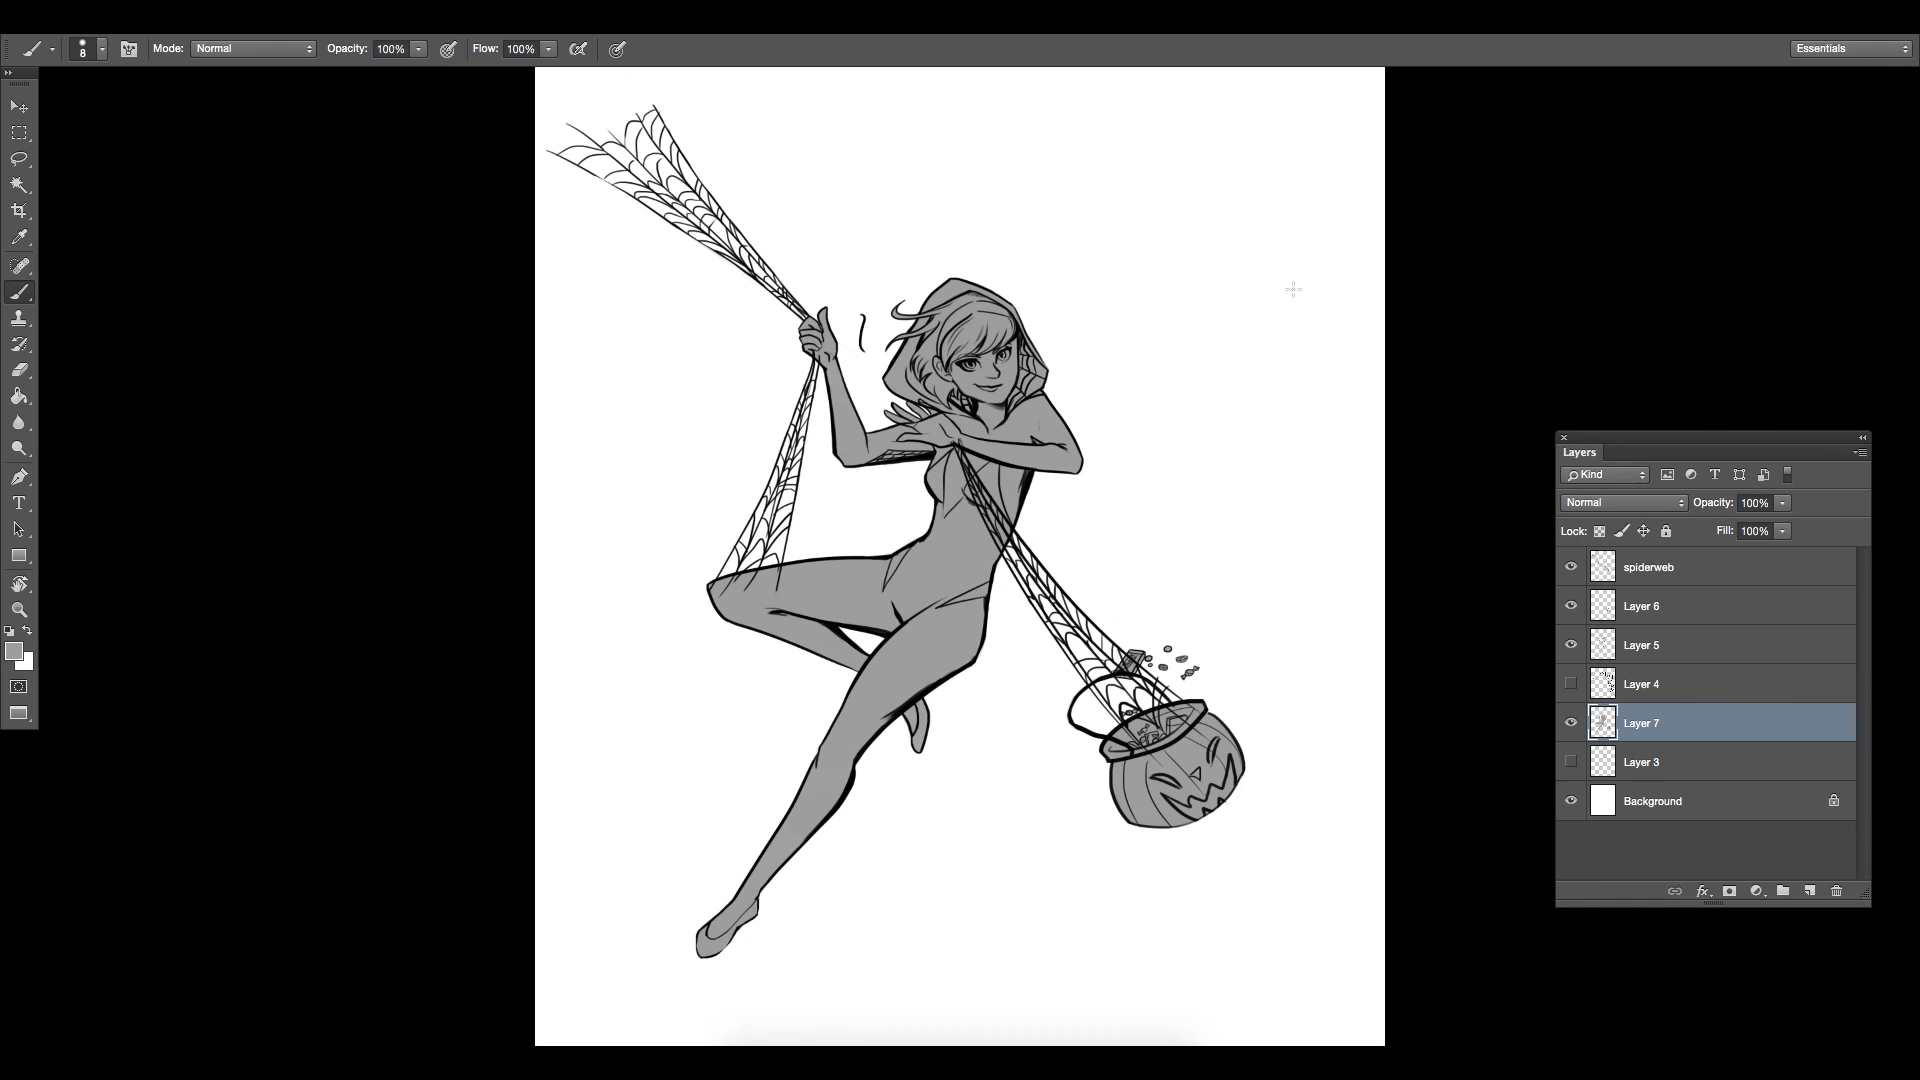 8
Mode: Normal Opacity: 100% Flow: 100% Essentials
Layers
Kind
Normal Opacity: 100%
Lock: Fill: 100%
spiderweb
Layer 6
Layer 5
Layer 4
Layer 7
Layer 3
Background